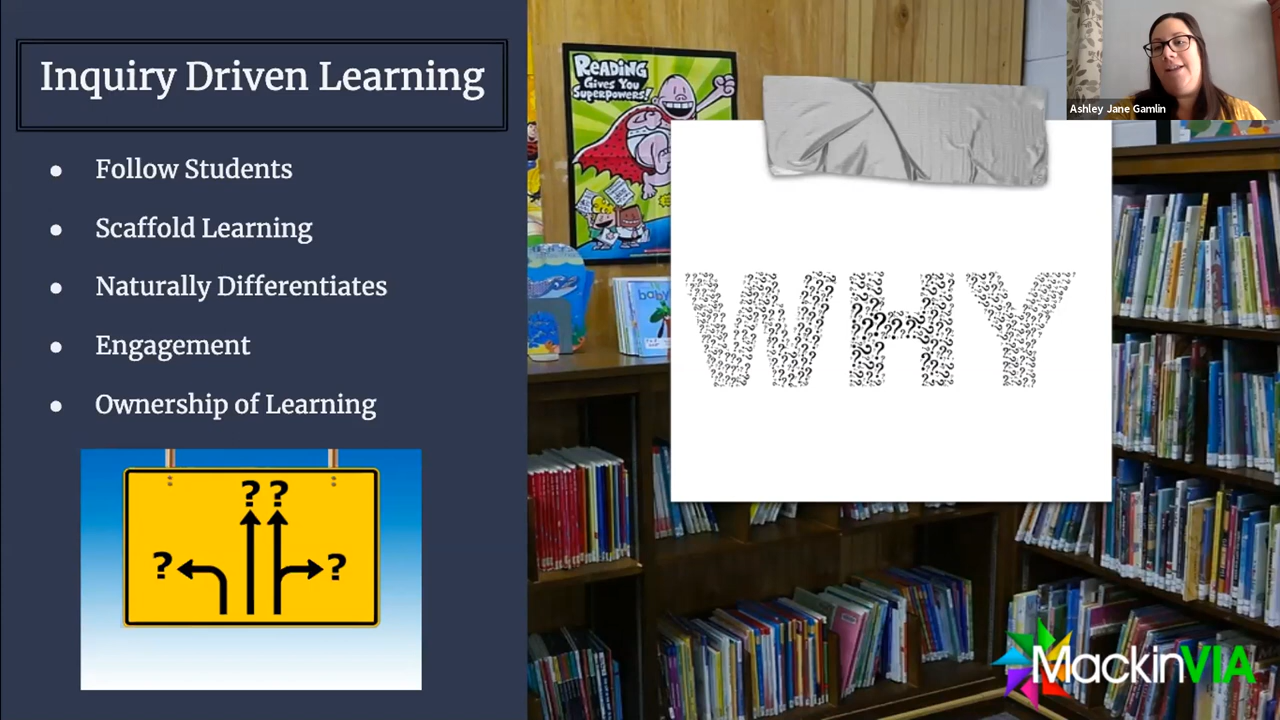 Inquiry Driven Learning
● Follow Students
● Scaffold Learning
● Naturally Differentiates
● Engagement
● Ownership of Learning
? ?
? ?
READING
GIVES YOU
SUPERPOWERS!
baby
WHY
Ashley Jane Gamlin
MackinVIA